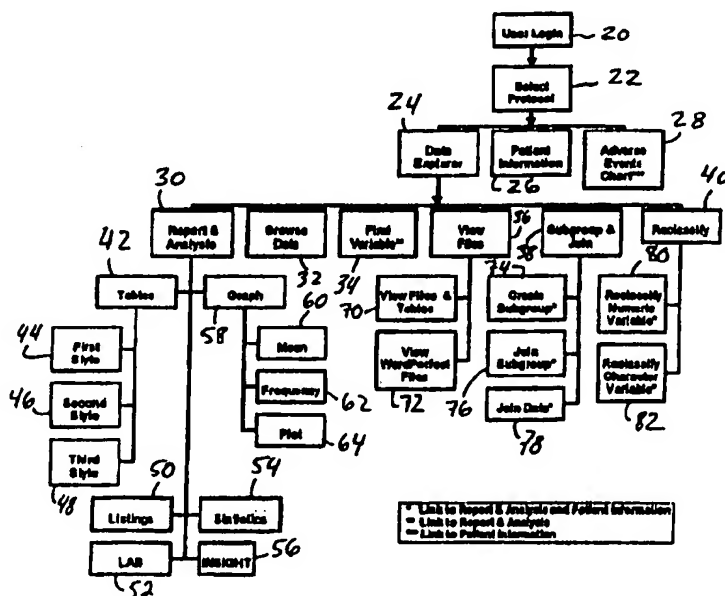 User Login
20
Select
Protocol
22
24
Data
Explorer
Patient
Information
26
Adverse
Events
Chart***
28
30
Report &
Analysis
Browse
Data
32
Find
Variable**
34
View
Files
36
Subgroup &
Join
38
Reclassify
40
42
Tables
Graph
58
60
Mean
Frequency
62
Plot
64
44
First
Style
46
Second
Style
Third
Style
48
50
Listings
54
Statistics
LAB
52
INSIGHT
56
70
View Files &
Tables
View
WordPerfect
Files
72
74
Create
Subgroup*
Join
Subgroup*
76
Join Data*
78
80
Reclassify
Numeric
Variable*
Reclassify
Character
Variable*
82
* Link to Report & Analysis and Patient Information
** Link to Report & Analysis
*** Link to Patient Information